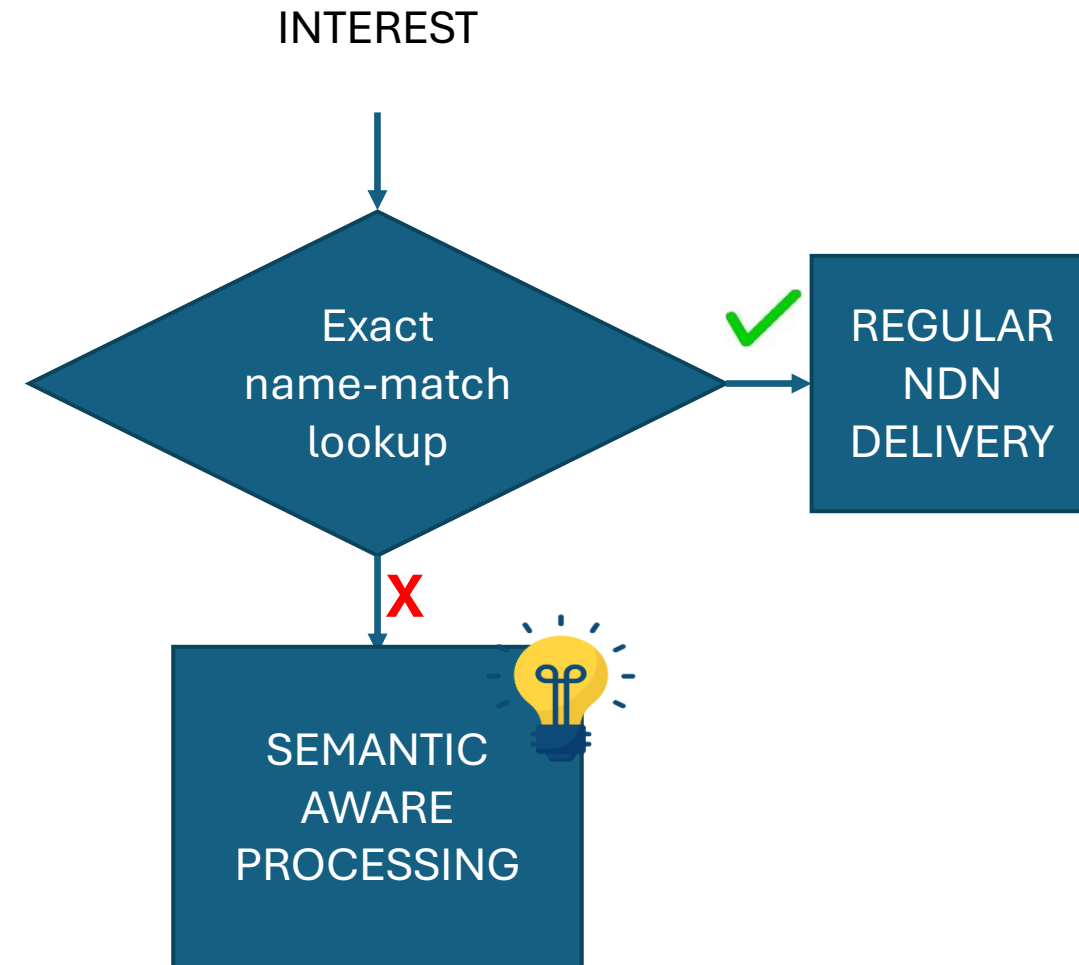 INTEREST
Exact
name-match
lookup
REGULAR
NDN
DELIVERY
X
SEMANTIC
AWARE
PROCESSING